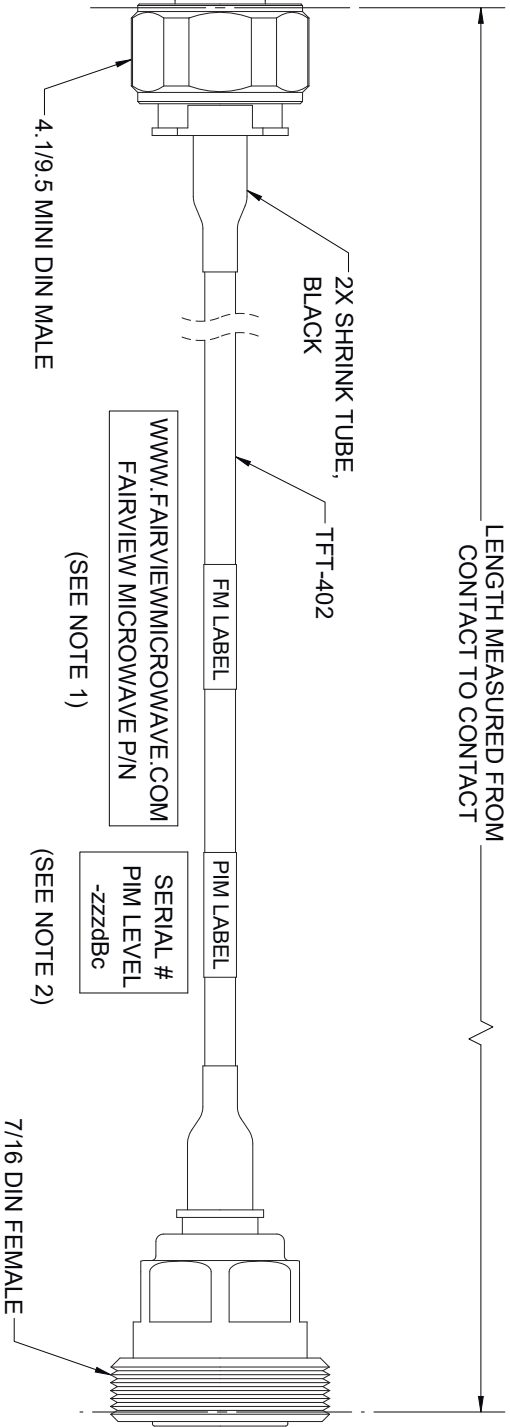 LENGTH MEASURED FROM
CONTACT TO CONTACT
2X SHRINK TUBE,
BLACK
TFT-402
FM LABEL
PIM LABEL
4.1/9.5 MINI DIN MALE
WWW.FAIRVIEWMICROWAVE.COM
FAIRVIEW MICROWAVE P/N
(SEE NOTE 1)
SERIAL #
PIM LEVEL
-zzzdBc
(SEE NOTE 2)
7/16 DIN FEMALE